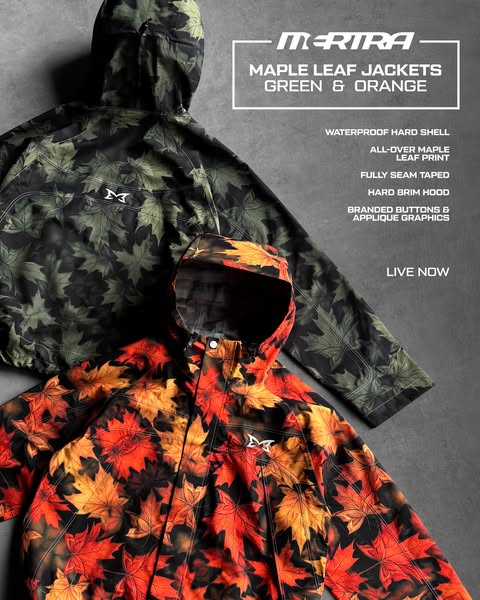 MERTRA
MAPLE LEAF JACKETS
GREEN & ORANGE
WATERPROOF HARD SHELL
ALL-OVER MAPLE
LEAF PRINT
FULLY SEAM TAPED
HARD BRIM HOOD
BRANDED BUTTONS &
APPLIQUE GRAPHICS
LIVE NOW